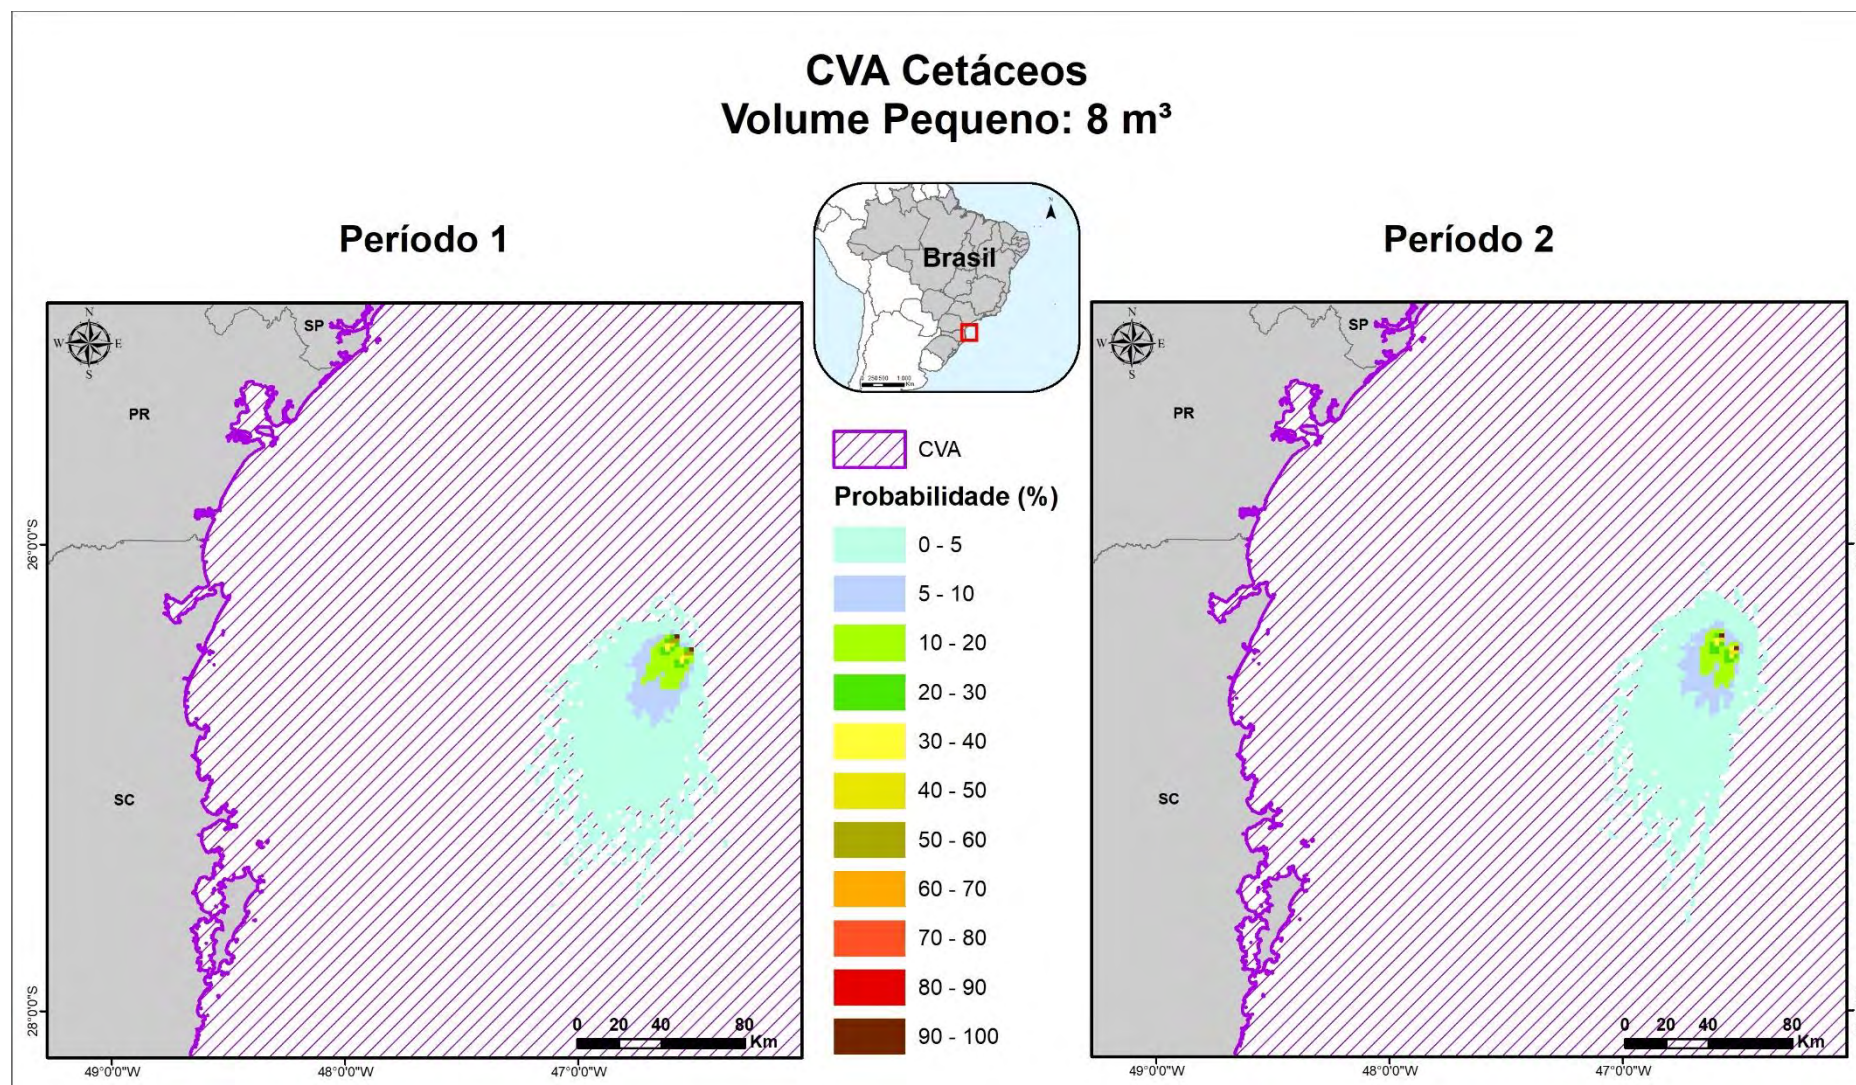 CVA Cetáceos
Volume Pequeno: 8 m³
Período 1
Período 2
N
W
E
S
SP
PR
SC
26°0'0"S
28°0'0"S
49°0'0"W
48°0'0"W
47°0'0"W
0 20 40 80
Km
N
Brasil
Km
CVA
Probabilidade (%)
0 - 5
5 - 10
10 - 20
20 - 30
30 - 40
40 - 50
50 - 60
60 - 70
70 - 80
80 - 90
90 - 100
N
W
E
S
SP
PR
SC
49°0'0"W
48°0'0"W
47°0'0"W
0 20 40 80
Km